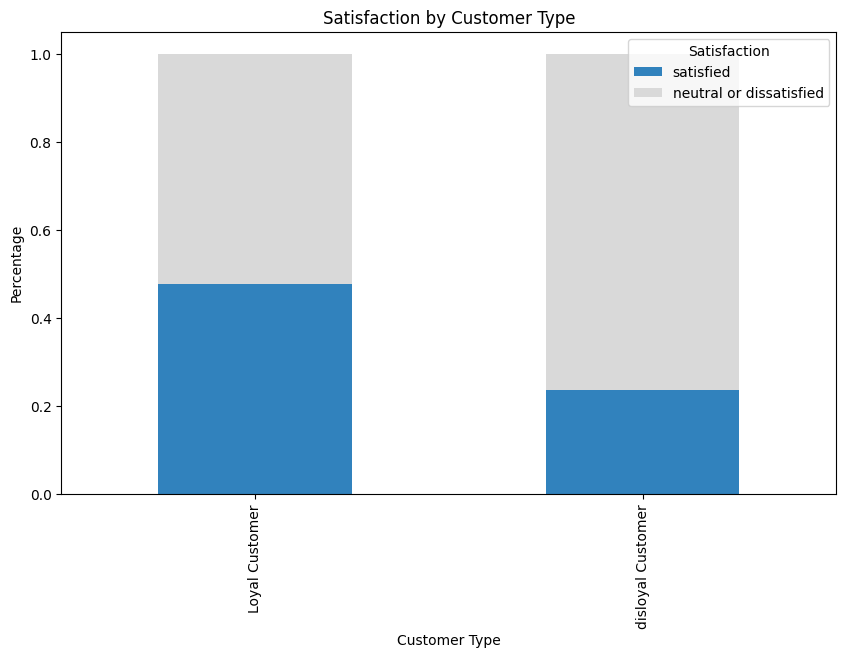 Satisfaction by Customer Type
Satisfaction
satisfied
neutral or dissatisfied
Percentage
1.0
0.8
0.6
0.4
0.2
0.0
Loyal Customer
disloyal Customer
Customer Type